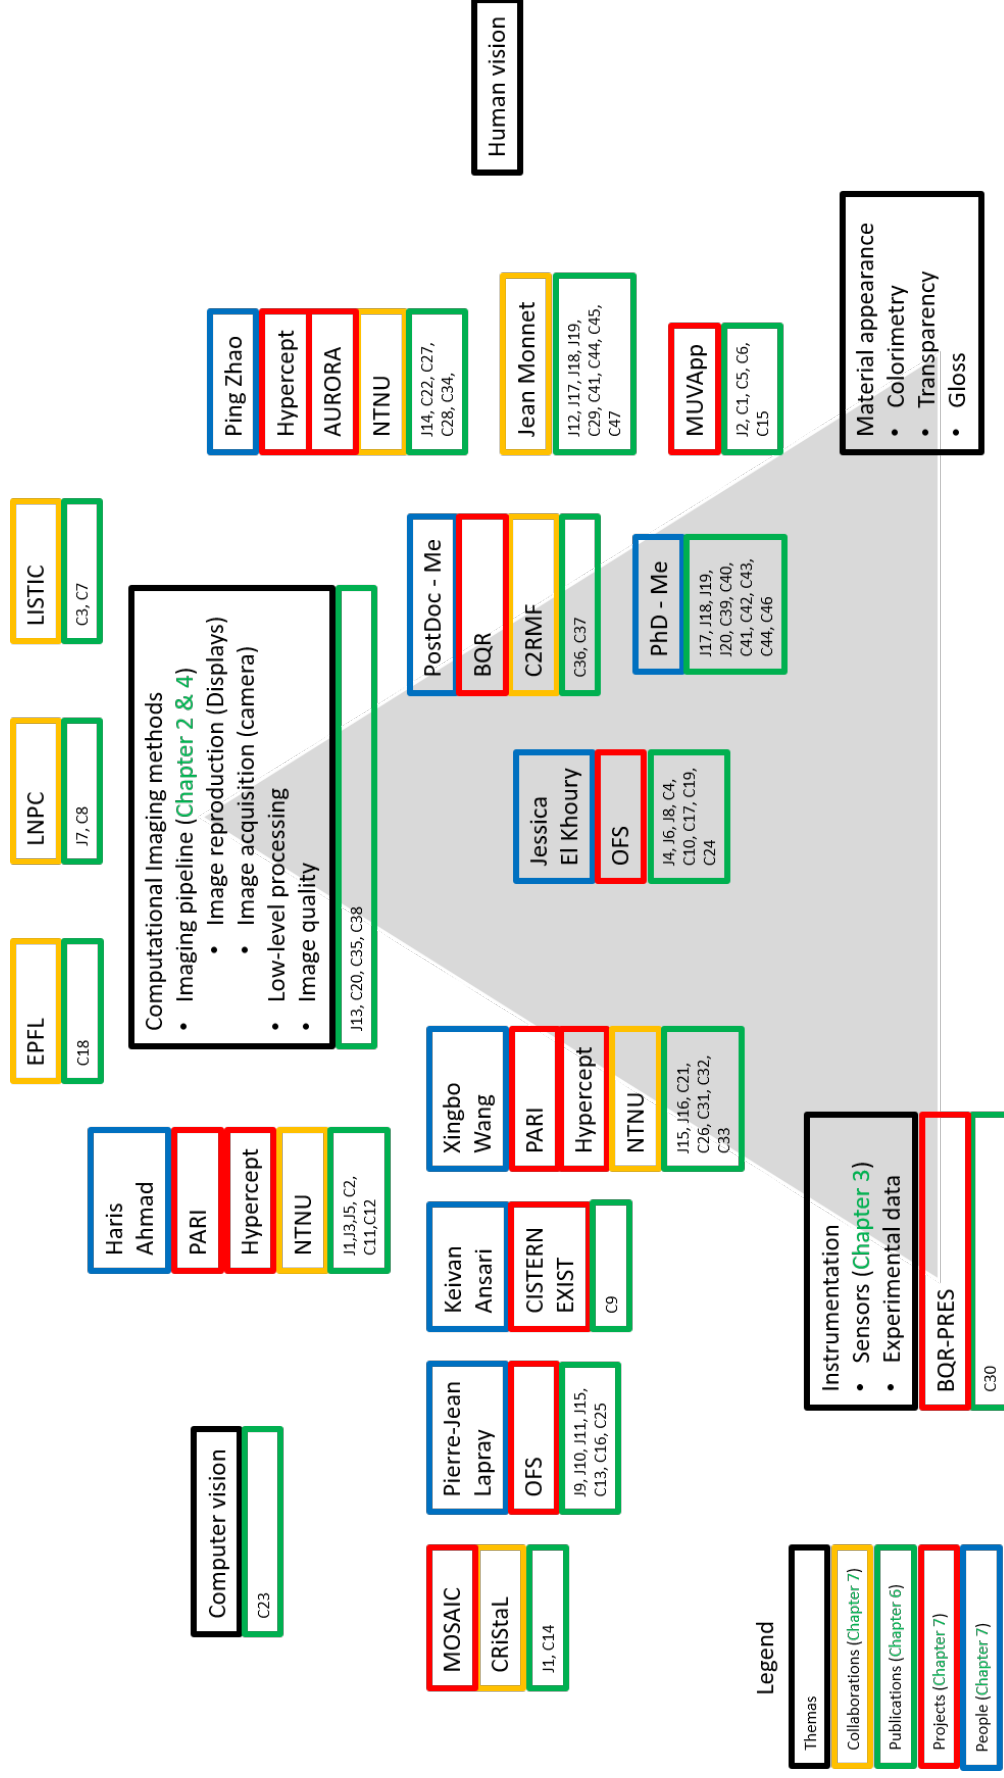 EPFL
C18
LNPC
J7, C8
LISTIC
C3, C7
Computer vision
C23
Haris
Ahmad
PARI
Hypercept
NTNU
J1,J3,J5, C2,
C11,C12
Computational Imaging methods
• Imaging pipeline (Chapter 2 & 4)
• Image reproduction (Displays)
• Image acquisition (camera)
• Low-level processing
• Image quality
J13, C20, C35, C38
Ping Zhao
Hypercept
AURORA
NTNU
J14, C22, C27,
C28, C34,
Human vision
MOSAIC
CRiStaL
J1, C14
Pierre-Jean
Lapray
OFS
J9, J10, J11, J15,
C13, C16, C25
Keivan
Ansari
CISTERN
EXIST
C9
Xingbo
Wang
PARI
Hypercept
NTNU
J15, J16, C21,
C26, C31, C32,
C33
Jessica
El Khoury
OFS
J4, J6, J8, C4,
C10, C17, C19,
C24
PostDoc - Me
BQR
C2RMF
C36, C37
PhD - Me
J17, J18, J19,
J20, C39, C40,
C41, C42, C43,
C44, C46
Jean Monnet
J12, J17, J18, J19,
C29, C41, C44, C45,
C47
MUVApp
J2, C1, C5, C6,
C15
Instrumentation
• Sensors (Chapter 3)
• Experimental data
BQR-PRES
C30
Material appearance
• Colorimetry
• Transparency
• Gloss
Legend
Themas
Collaborations (Chapter 7)
Publications (Chapter 6)
Projects (Chapter 7)
People (Chapter 7)